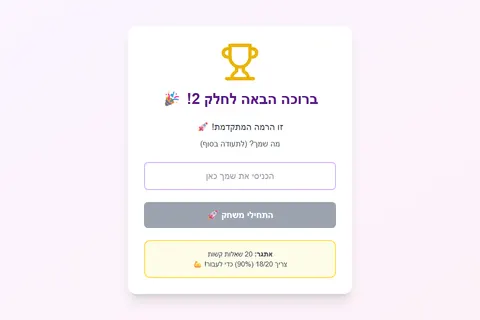 ברוכה הבאה לחלק 2! 🎉
זו הרמה המתקדמת! 🚀
מה שמך? (לתעודה בסוף)
הכניסי את שמך כאן
התחילי משחק 🚀
אתגר: 20 שאלות קשות
צריך 18/20 (90%) כדי לעבור! 💪